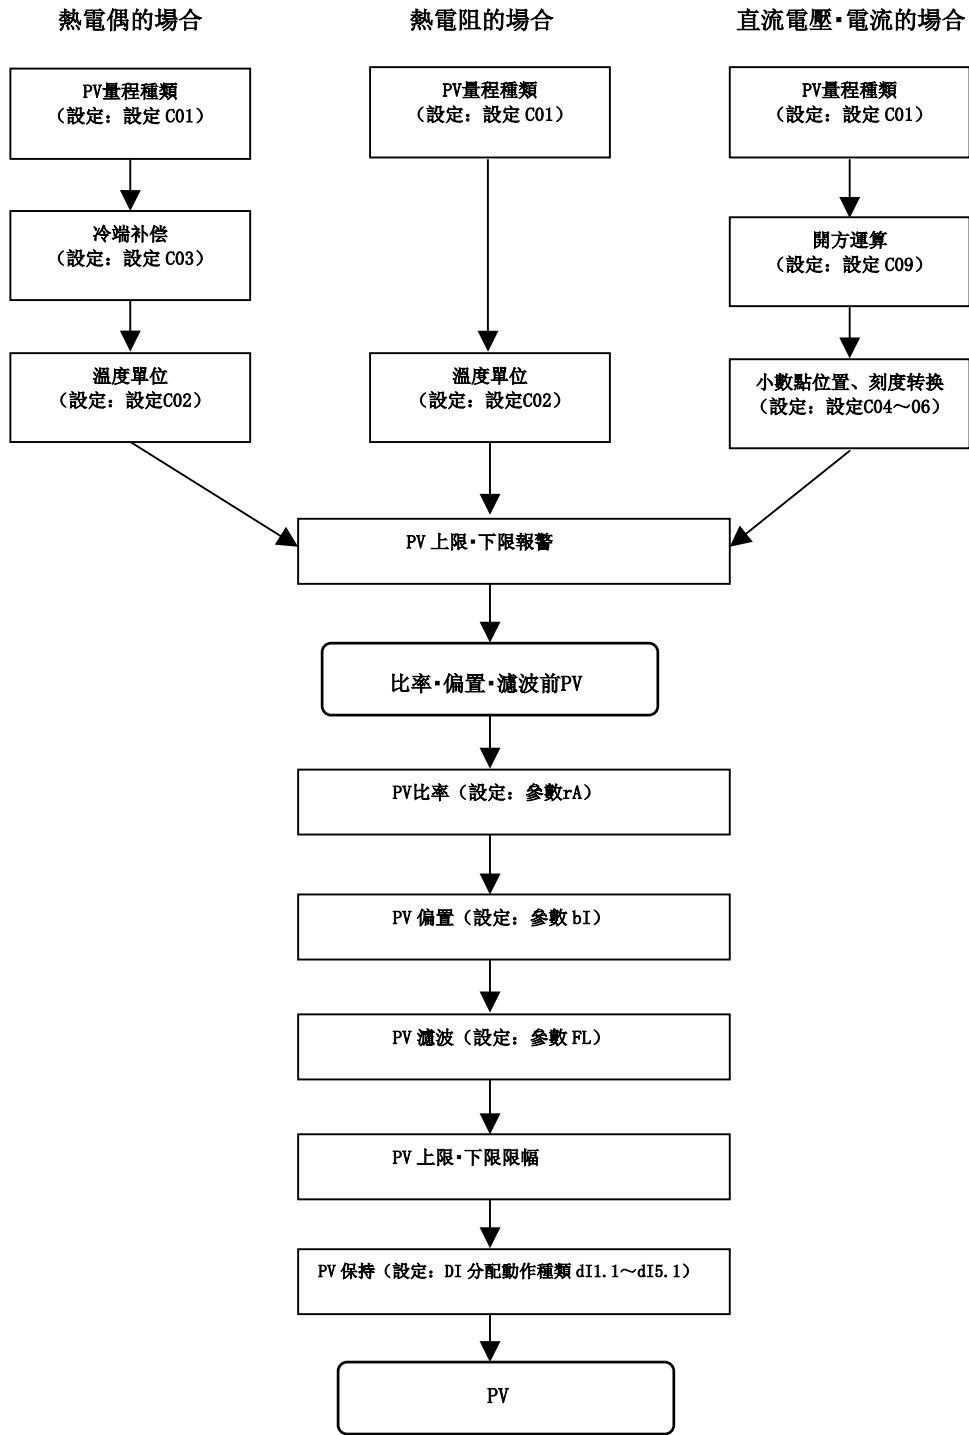 熱電偶的場合
熱電阻的場合
直流電壓▪電流的場合
PV量程種類
（設定：設定 C01）
PV量程種類
（設定：設定 C01）
PV量程種類
（設定：設定 C01）
冷端补偿
（設定：設定 C03）
開方運算
（設定：設定 C09）
溫度單位
（設定：設定C02）
溫度單位
（設定：設定C02）
小數點位置、刻度转换
（設定：設定C04～06）
PV 上限▪下限報警
比率▪偏置▪濾波前PV
PV比率（設定：參數rA）
PV 偏置（設定：參數 bI）
PV 濾波（設定：參數 FL）
PV 上限▪下限限幅
PV 保持（設定：DI 分配動作種類 dI1.1～dI5.1）
PV